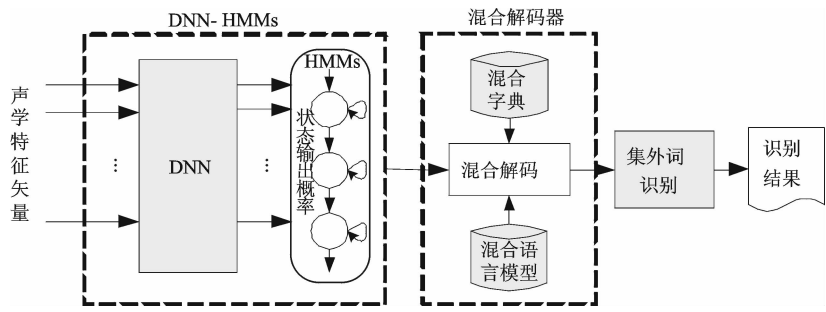 DNN- HMMs
混合解码器
声学特征矢量
DNN
HMMs
状态输出概率
混合
字典
混合解码
混合语
言模型
集外词
识别
识别
结果